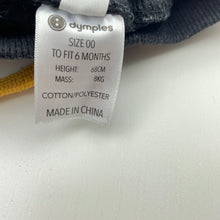 dymples
SIZE 00
TO FIT 6 MONTHS
HEIGHT: 68CM
MASS: 8KG
COTTON/POLYESTER
MADE IN CHINA